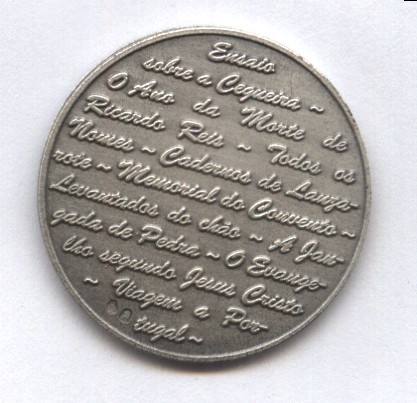 Ensaio
sobre a Cegueira ~
O Ano da Morte de
Ricardo Reis ~ Todos os
Nomes ~ Cadernos de Lanza-
rote ~ Memorial do Convento ~
Levantados do chão ~ A Jan-
gada de Pedra ~ O Evange-
lho segundo Jesus Cristo
~ Viagem a Por-
tugal ~